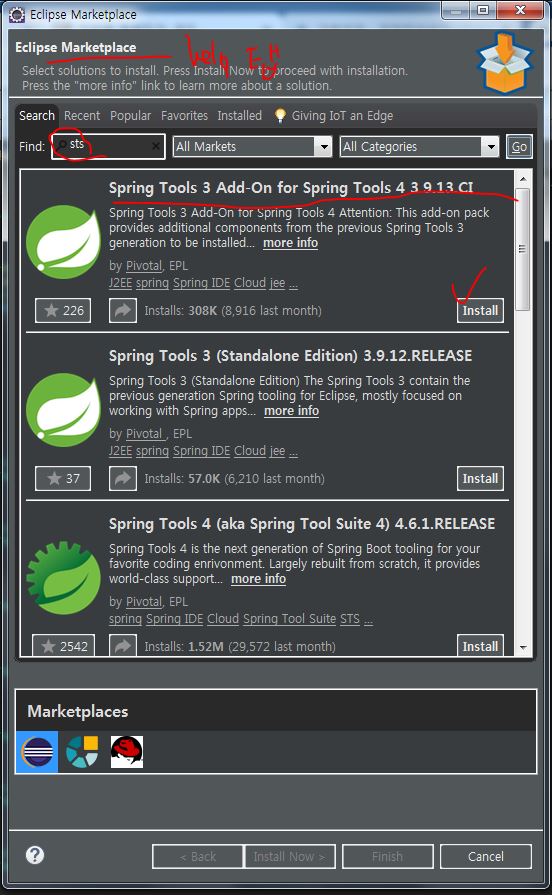 Eclipse Marketplace
Eclipse Marketplace
Select solutions to install. Press Install Now to proceed with installation.
Press the "more info" link to learn more about a solution.
Search Recent Popular Favorites Installed Giving IoT an Edge
Find: sts All Markets All Categories Go
Spring Tools 3 Add-On for Spring Tools 4 3.9.13.CI
Spring Tools 3 Add-On for Spring Tools 4 Attention: This add-on pack
provides additional components from the previous Spring Tools 3
generation to be installed... more info
by Pivotal, EPL
J2EE spring Spring IDE Cloud jee ...
226 Installs: 308K (8,916 last month) Install
Spring Tools 3 (Standalone Edition) 3.9.12.RELEASE
Spring Tools 3 (Standalone Edition) The Spring Tools 3 contain the
previous generation Spring tooling for Eclipse, mostly focused on
working with Spring apps... more info
by Pivotal , EPL
J2EE spring Spring IDE Cloud jee ...
37 Installs: 57.0K (6,210 last month) Install
Spring Tools 4 (aka Spring Tool Suite 4) 4.6.1.RELEASE
Spring Tools 4 is the next generation of Spring Boot tooling for your
favorite coding enrivonment. Largely rebuilt from scratch, it provides
world-class support... more info
by Pivotal, EPL
spring Spring IDE Cloud Spring Tool Suite STS ...
2542 Installs: 1.52M (29,572 last month) Install
Marketplaces
? < Back Install Now > Finish Cancel